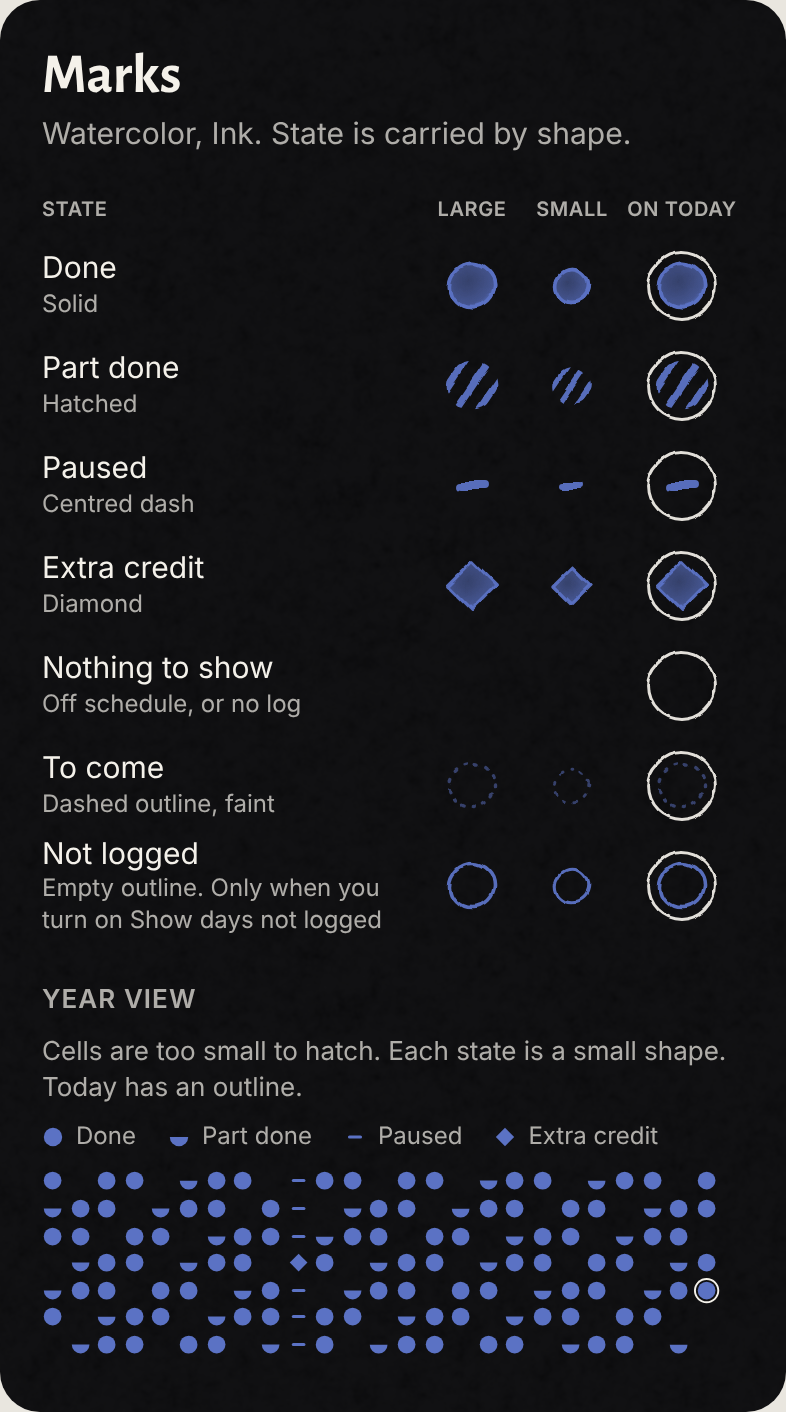 Marks
Watercolor, Ink. State is carried by shape.
STATE LARGE SMALL ON TODAY
Done
Solid
Part done
Hatched
Paused
Centred dash
Extra credit
Diamond
Nothing to show
Off schedule, or no log
To come
Dashed outline, faint
Not logged
Empty outline. Only when you
turn on Show days not logged
YEAR VIEW
Cells are too small to hatch. Each state is a small shape.
Today has an outline.
Done Part done Paused Extra credit